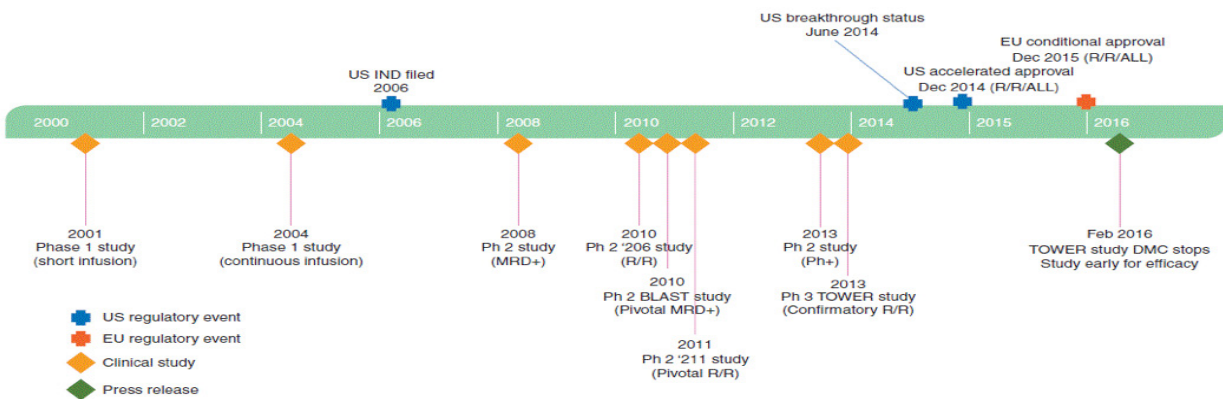 US breakthrough status
June 2014
EU conditional approval
Dec 2015 (R/R/ALL)
US IND filed
2006
US accelerated approval
Dec 2014 (R/R/ALL)
2000
2002
2004
2006
2008
2010
2012
2014
2015
2016
2001
Phase 1 study
(short infusion)
2004
Phase 1 study
(continuous infusion)
2008
Ph 2 study
(MRD+)
2010
Ph 2 ‘206 study
(R/R)
2010
Ph 2 BLAST study
(Pivotal MRD+)
2011
Ph 2 ‘211 study
(Pivotal R/R)
2013
Ph 2 study
(Ph+)
2013
Ph 3 TOWER study
(Confirmatory R/R)
Feb 2016
TOWER study DMC stops
Study early for efficacy
US regulatory event
EU regulatory event
Clinical study
Press release